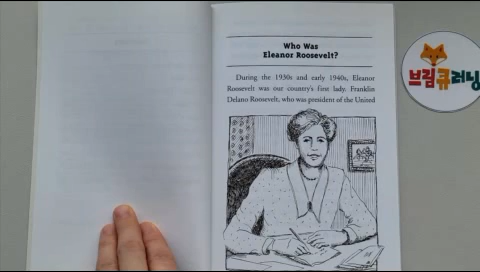 Who Was
Eleanor Roosevelt?
During the 1930s and early 1940s, Eleanor
Roosevelt was our country's first lady. Franklin
Delano Roosevelt, who was president of the United
브림큐
러닝